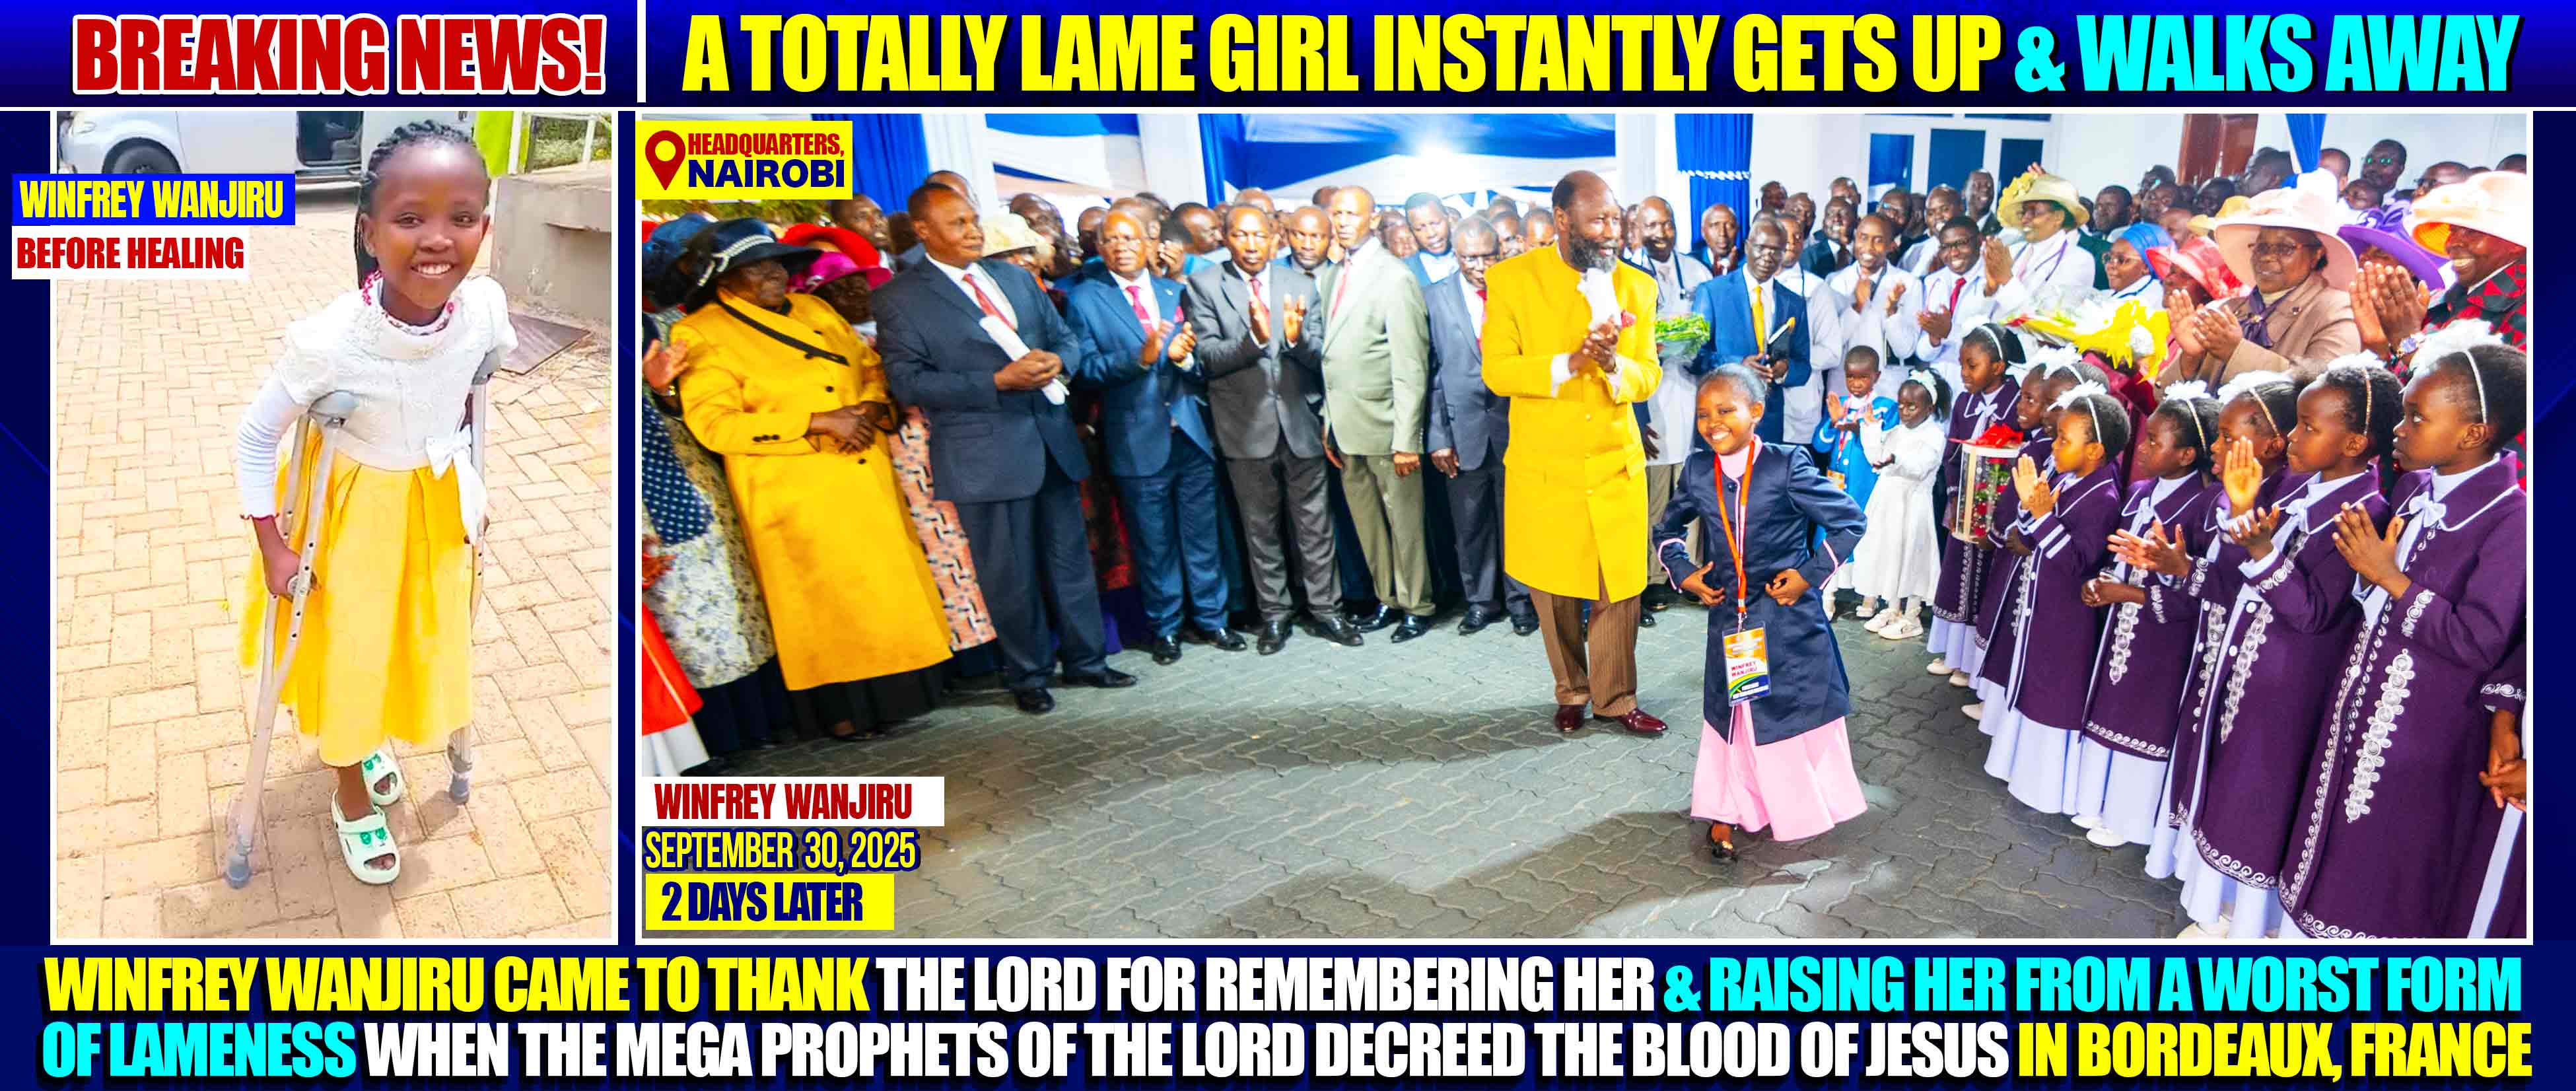 BREAKING NEWS!
A TOTALLY LAME GIRL INSTANTLY GETS UP & WALKS AWAY
WINFREY WANJIRU
BEFORE HEALING
HEADQUARTERS,
NAIROBI
WINFREY
WANJIRU
WINFREY WANJIRU
SEPTEMBER 30, 2025
2 DAYS LATER
WINFREY WANJIRU CAME TO THANK THE LORD FOR REMEMBERING HER & RAISING HER FROM A WORST FORM
OF LAMENESS WHEN THE MEGA PROPHETS OF THE LORD DECREED THE BLOOD OF JESUS IN BORDEAUX, FRANCE